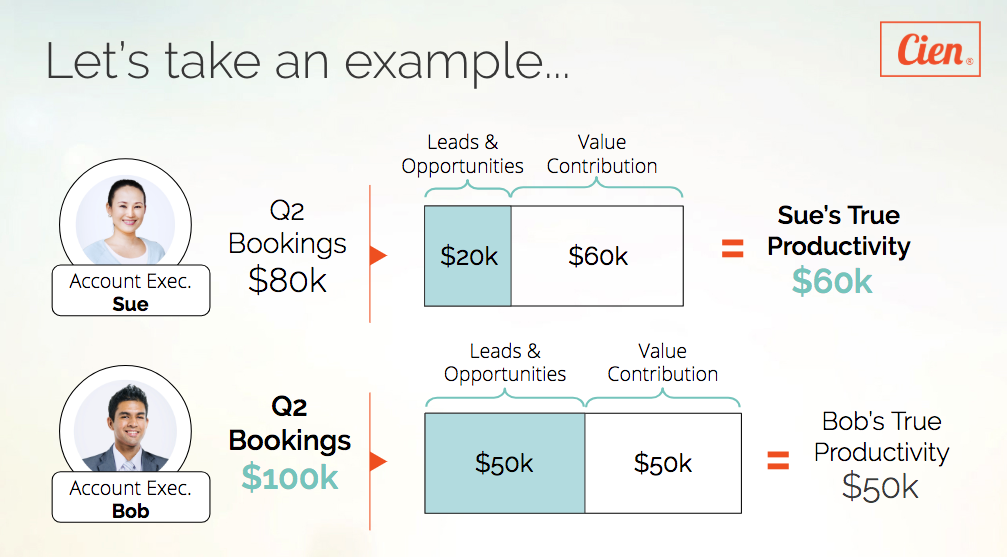 Let's take an example...
Cien®
Leads &
Opportunities
Value
Contribution
Account Exec.
Sue
Q2
Bookings
$80k
$20k
$60k
=
Sue's True
Productivity
$60k
Leads &
Opportunities
Value
Contribution
Account Exec.
Bob
Q2
Bookings
$100k
$50k
$50k
=
Bob's True
Productivity
$50k